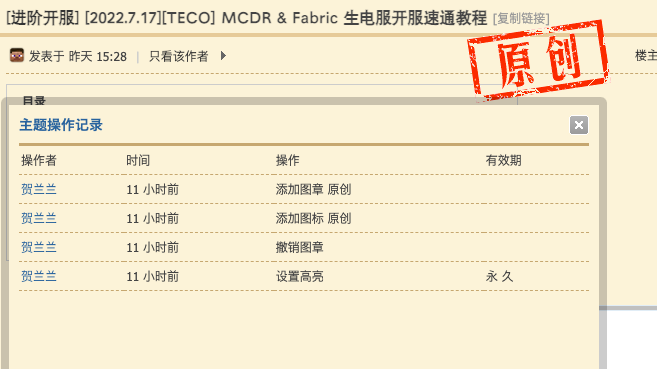 [进阶开服] [2022.7.17][TECO] MCDR & Fabric 生电服开服速通教程 [复制链接]
发表于 昨天 15:28 | 只看该作者
楼主
原创
目录
主题操作记录
操作者 时间 操作 有效期
贺兰兰 11 小时前 添加图章 原创
贺兰兰 11 小时前 添加图标 原创
贺兰兰 11 小时前 撤销图章
贺兰兰 11 小时前 设置高亮 永 久